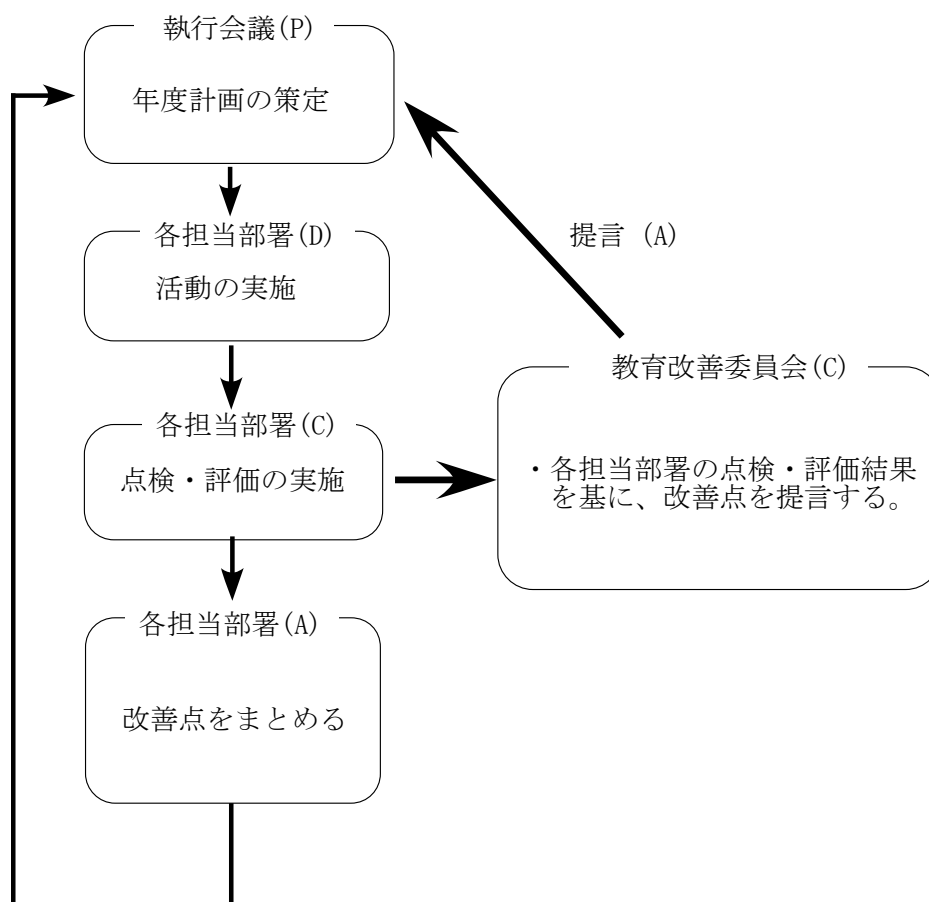 執行会議(P)
年度計画の策定
各担当部署(D)
活動の実施
提言 (A)
教育改善委員会(C)
・各担当部署の点検・評価結果
を基に、改善点を提言する。
各担当部署(C)
点検・評価の実施
各担当部署(A)
改善点をまとめる